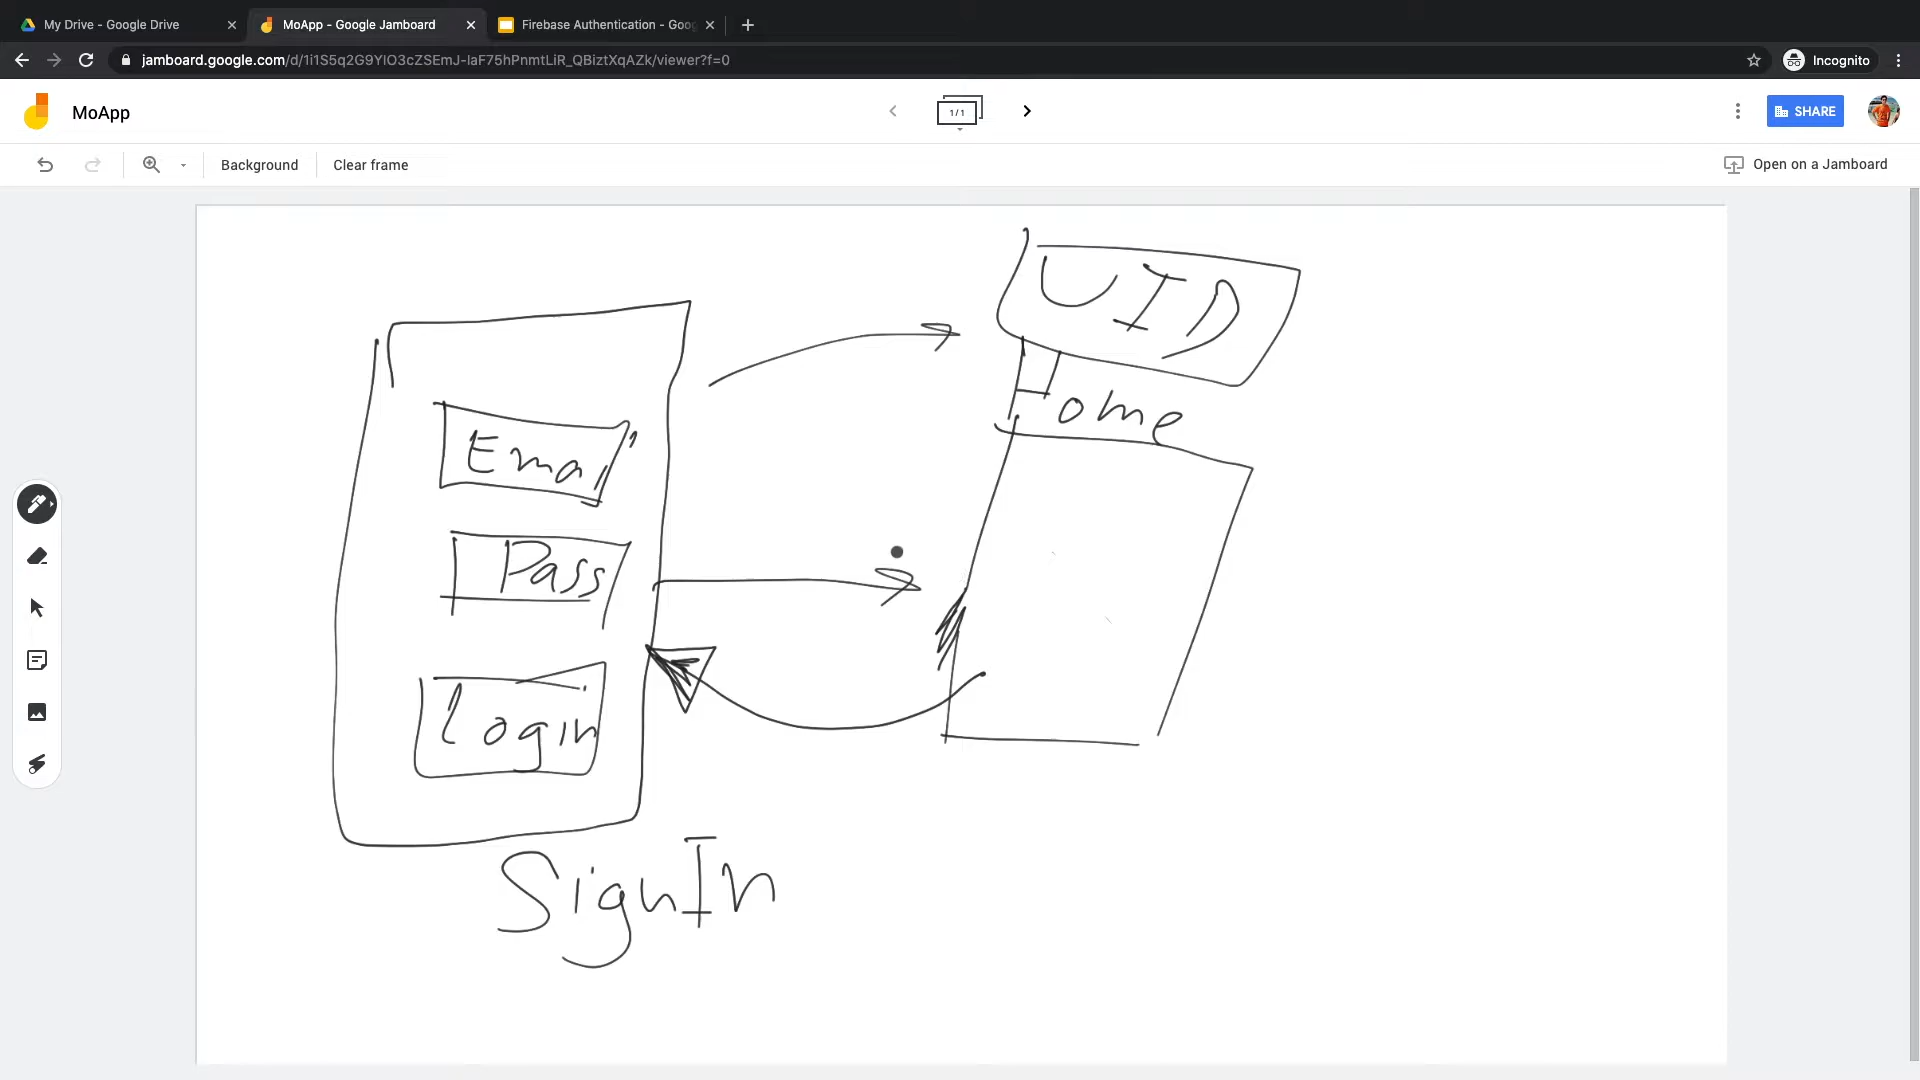 My Drive - Google Drive
MoApp - Google Jamboard
Firebase Authentication - Goo
jamboard.google.com/d/1i1S5q2G9YlO3cZSEmJ-laF75hPnmtLiR_QBiztXqAZk/viewer?f=0
Incognito
MoApp
1/1
SHARE
Background
Clear frame
Open on a Jamboard
UID
Home
Email
Pass
Login
SignIn